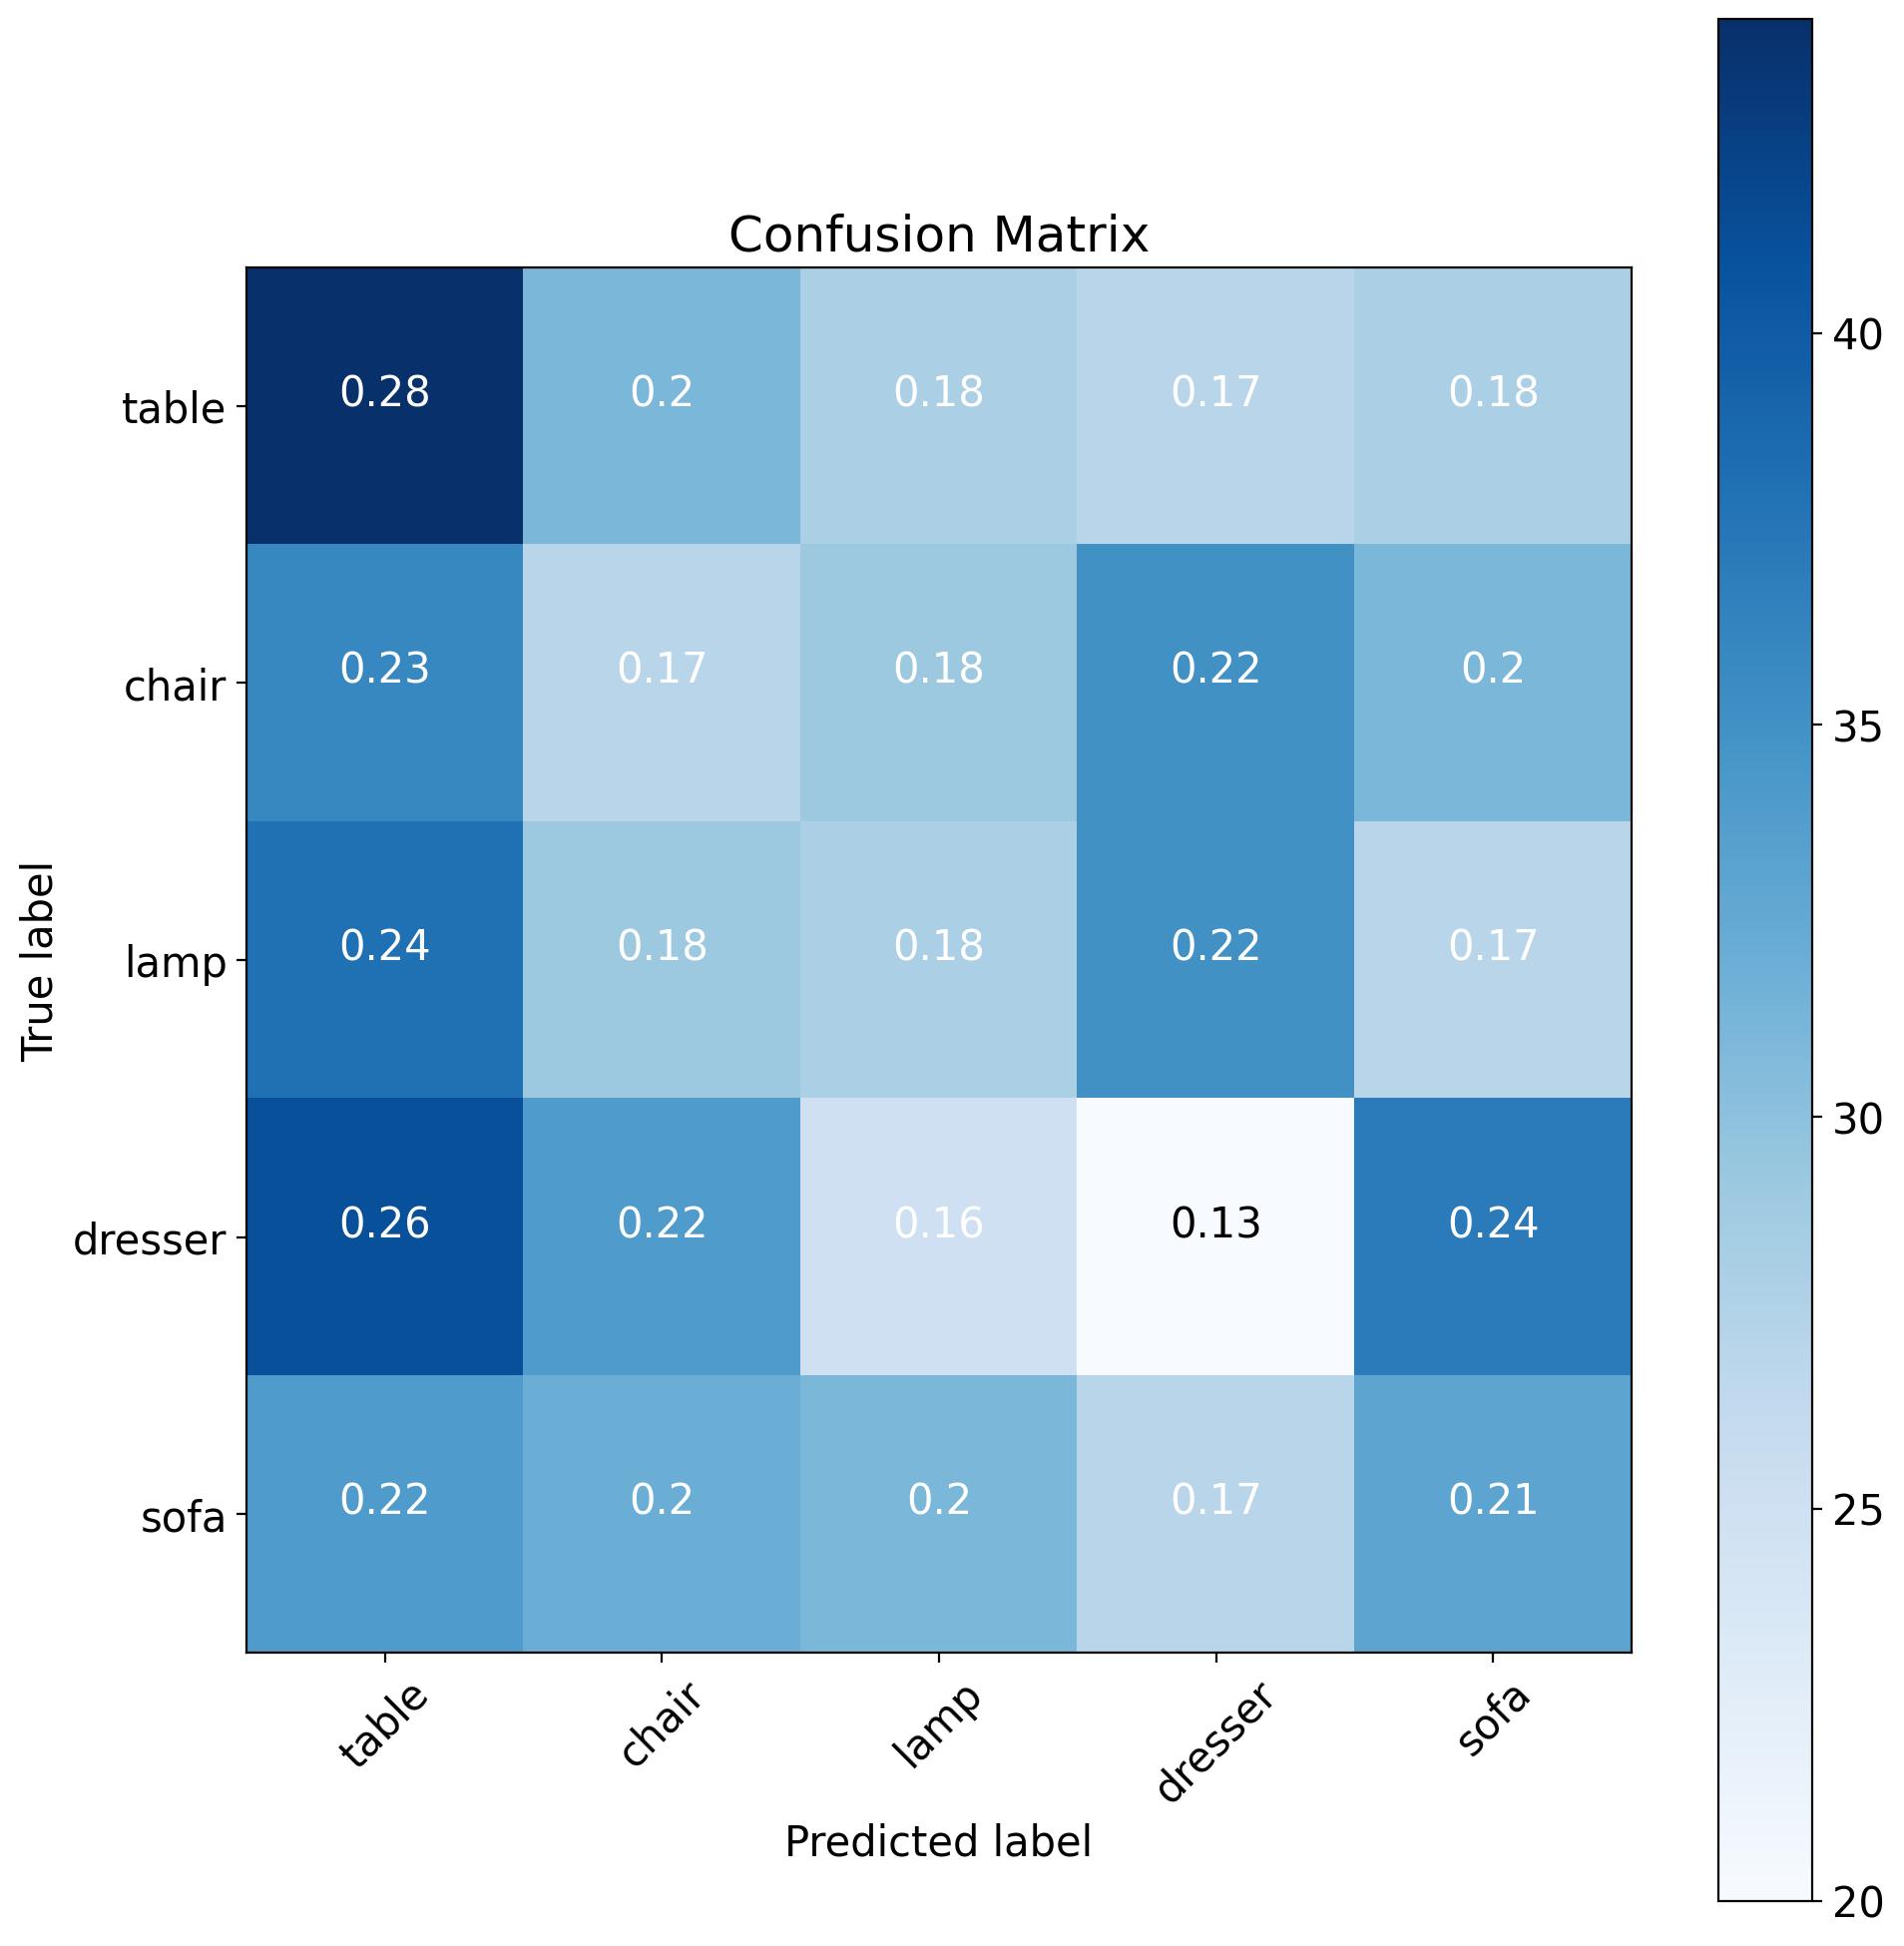 Confusion Matrix
True label
table 0.28 0.2 0.18 0.17 0.18
chair 0.23 0.17 0.18 0.22 0.2
lamp 0.24 0.18 0.18 0.22 0.17
dresser 0.26 0.22 0.16 0.13 0.24
sofa 0.22 0.2 0.2 0.17 0.21
table chair lamp dresser sofa
Predicted label
40
35
30
25
20